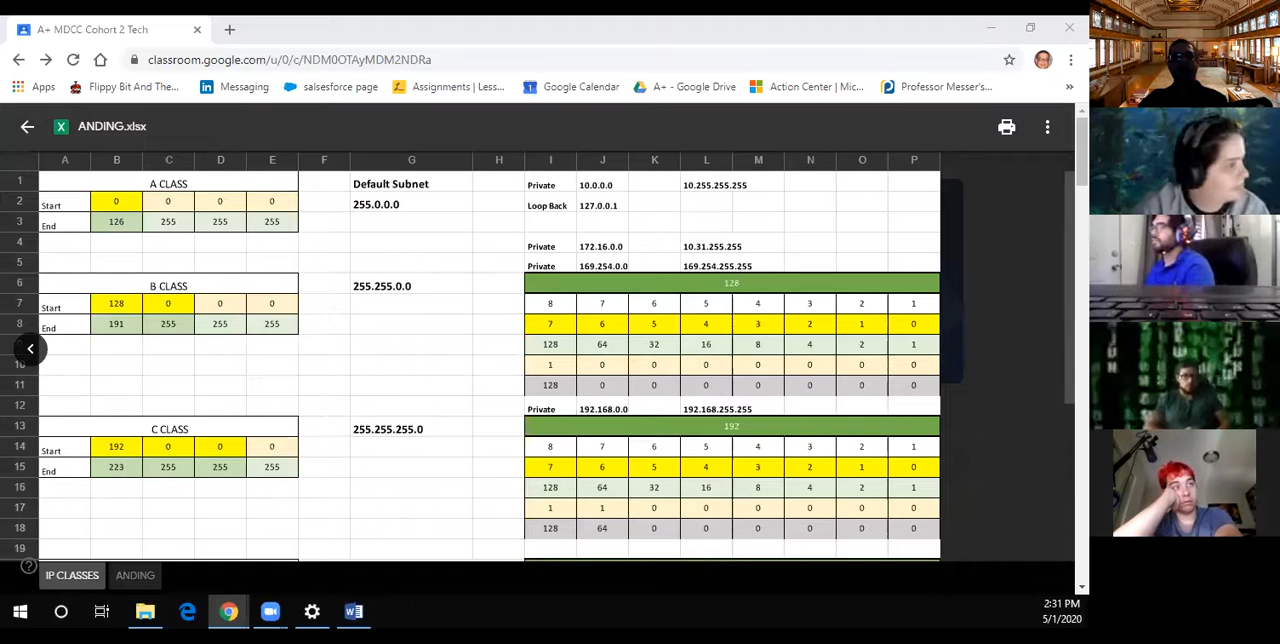 A+ MDCC Cohort 2 Tech
classroom.google.com/u/0/c/NDM0OTAyMDM2NDRa
Apps Flippy Bit And The... Messaging salsesforce page Assignments | Less... Google Calendar A+ - Google Drive Action Center | Mic... Professor Messer's... »
X ANDING.xlsx
A B C D E F G H I J K L M N O P
1 A CLASS Default Subnet Private 10.0.0.0 10.255.255.255
2 Start 0 0 0 0 255.0.0.0 Loop Back 127.0.0.1
3 End 126 255 255 255
4 Private 172.16.0.0 10.31.255.255
5 Private 169.254.0.0 169.254.255.255
6 B CLASS 255.255.0.0 128
7 Start 128 0 0 0 8 7 6 5 4 3 2 1
8 End 191 255 255 255 7 6 5 4 3 2 1 0
128 64 32 16 8 4 2 1
10 1 0 0 0 0 0 0 0
11 128 0 0 0 0 0 0 0
12 Private 192.168.0.0 192.168.255.255
13 C CLASS 255.255.255.0 192
14 Start 192 0 0 0 8 7 6 5 4 3 2 1
15 End 223 255 255 255 7 6 5 4 3 2 1 0
16 128 64 32 16 8 4 2 1
17 1 1 0 0 0 0 0 0
18 128 64 0 0 0 0 0 0
19
IP CLASSES ANDING
2:31 PM
5/1/2020